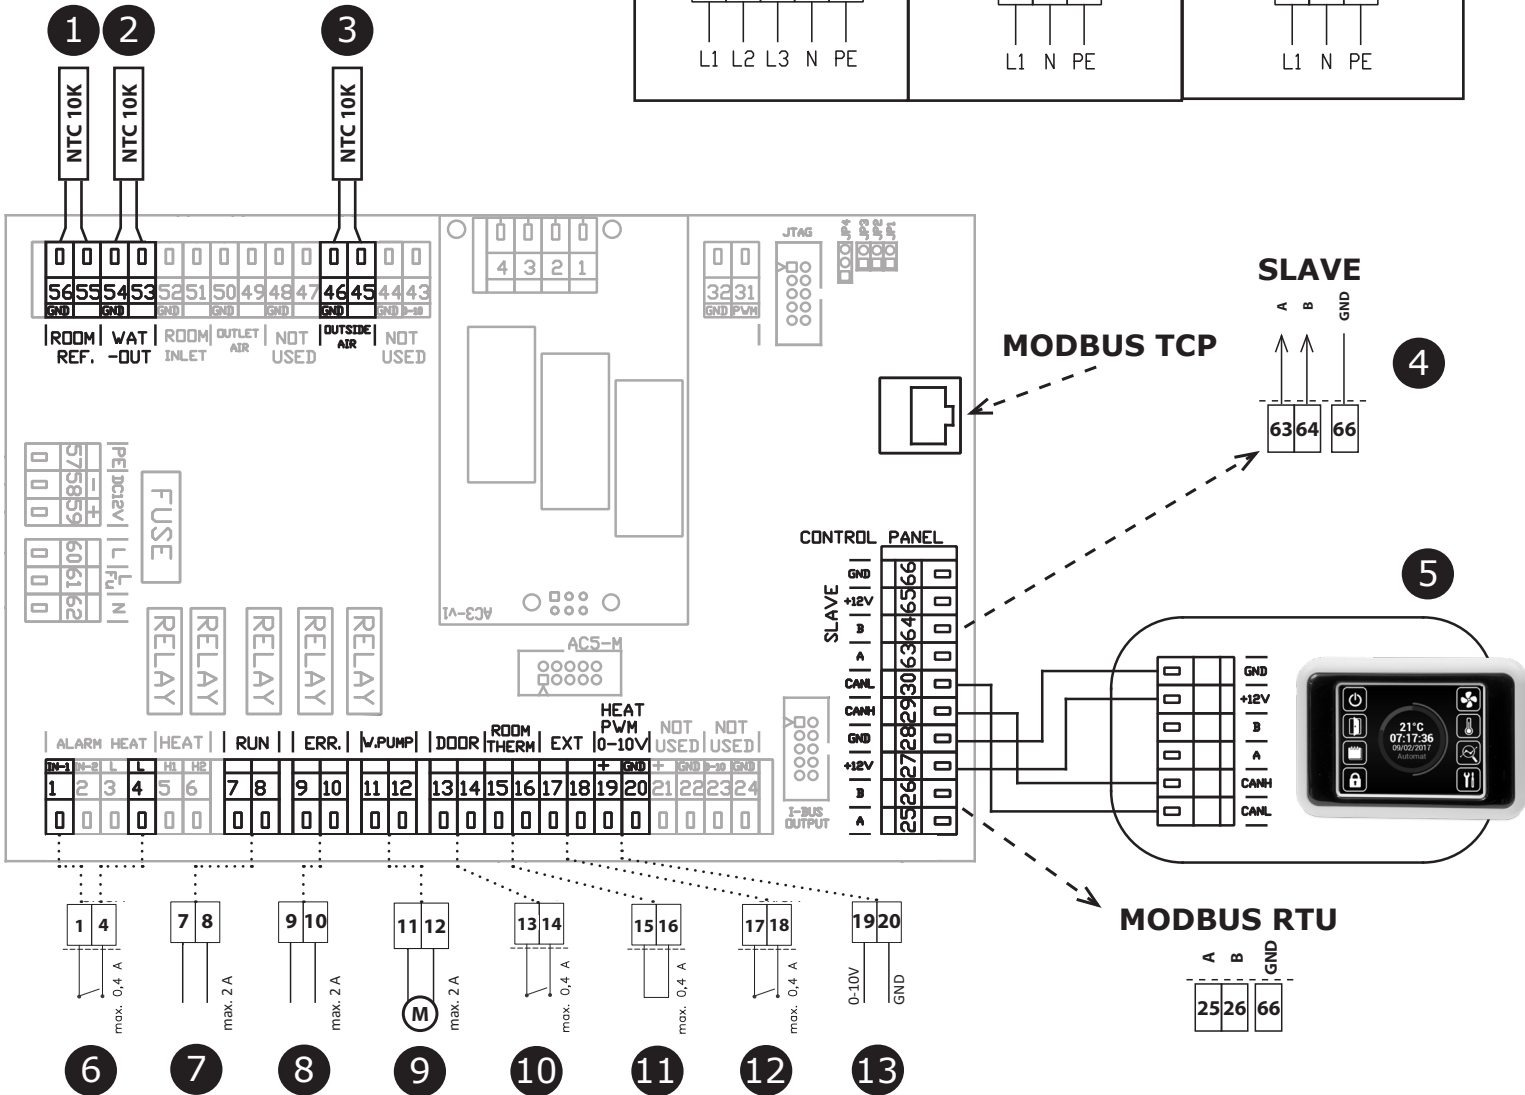 1 2 3
L1 L2 L3 N PE
L1 N PE
L1 N PE
NTC 10K
NTC 10K
NTC 10K
56 55 54 53 52 51 50 49 48 47 46 45 44 43
GND GND GND GND GND GND GND 0-10
ROOM REF.
WAT -OUT
ROOM INLET
OUTLET AIR
NOT USED
OUTSIDE AIR
NOT USED
4 3 2 1
32 31
GND PWM
JTAG
JP4 JP3 JP2 JP1
MODBUS TCP
SLAVE
A B GND
63 64 66
4
57 58 59
PE DC12V
- +
60 61 62
L L Fu N
FUSE
RELAY RELAY RELAY RELAY RELAY
AC3-v1
AC5-M
CONTROL PANEL
SLAVE
GND 66
+12V 65
B 64
A 63
CANL 30
CANH 29
GND 28
+12V 27
B 26
A 25
5
GND
+12V
B
A
CANH
CANL
21°C
07:17:36
09/02/2017
Automat
I-BUS
OUTPUT
ALARM HEAT
HEAT
RUN
ERR.
W.PUMP
DOOR
ROOM THERM
EXT
HEAT PWM 0-10V
NOT USED
NOT USED
IN-1 IN-2 L L H1 H2 + GND + GND 0-10 GND
1 2 3 4 5 6 7 8 9 10 11 12 13 14 15 16 17 18 19 20 21 22 23 24
1 4
max. 0,4 A
7 8
max. 2 A
9 10
max. 2 A
11 12
M
max. 2 A
13 14
max. 0,4 A
15 16
max. 0,4 A
17 18
max. 0,4 A
19 20
0-10V
GND
MODBUS RTU
A B GND
25 26 66
6 7 8 9 10 11 12 13